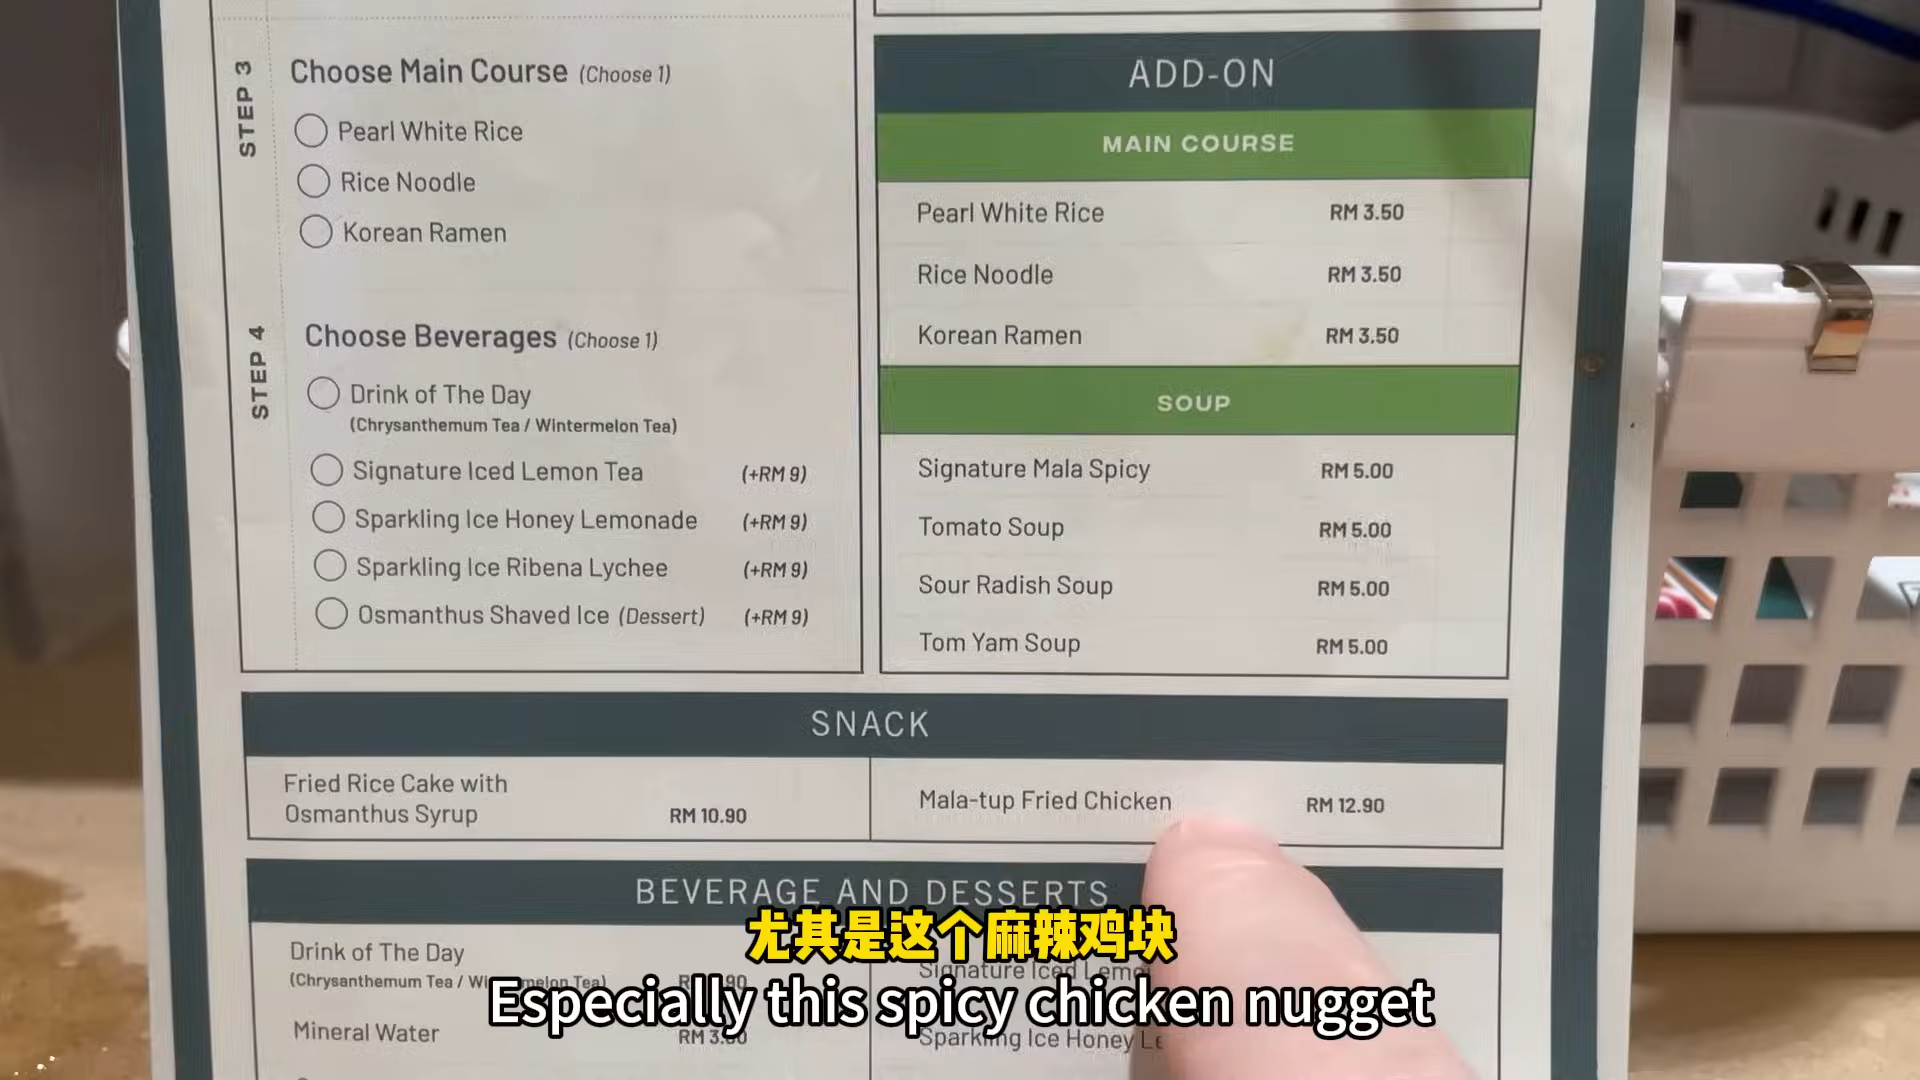 STEP 3
Choose Main Course (Choose 1)
Pearl White Rice
Rice Noodle
Korean Ramen
STEP 4
Choose Beverages (Choose 1)
Drink of The Day
(Chrysanthemum Tea / Wintermelon Tea)
Signature Iced Lemon Tea (+RM 9)
Sparkling Ice Honey Lemonade (+RM 9)
Sparkling Ice Ribena Lychee (+RM 9)
Osmanthus Shaved Ice (Dessert) (+RM 9)
ADD-ON
MAIN COURSE
Pearl White Rice RM 3.50
Rice Noodle RM 3.50
Korean Ramen RM 3.50
SOUP
Signature Mala Spicy RM 5.00
Tomato Soup RM 5.00
Sour Radish Soup RM 5.00
Tom Yam Soup RM 5.00
SNACK
Fried Rice Cake with
Osmanthus Syrup RM 10.90
Mala-tup Fried Chicken RM 12.90
BEVERAGE AND DESSERTS
Drink of The Day
(Chrysanthemum Tea /
Mineral Water
Signature Iced
Sparkling Ice Honey
尤其是这个麻辣鸡块
Especially this spicy chicken nugget